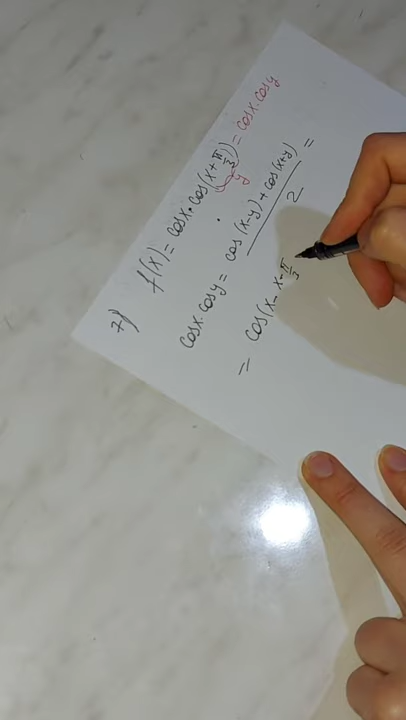 7) f(x) = cosx·cos(x+π/3) = cosx·cosy
y
cosx·cosy = cos(x-y)+cos(x+y)/2 =
= cos(x-x-π/3